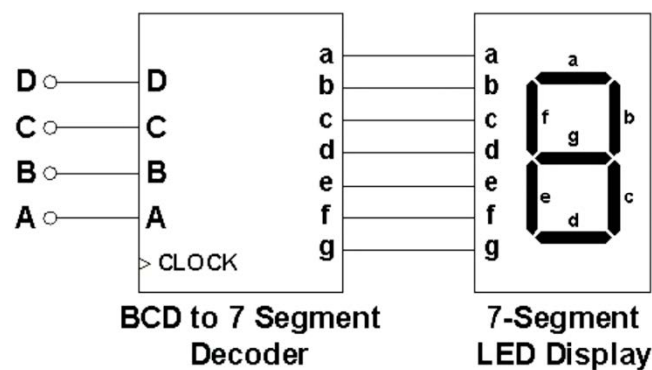 D D a a
C C b b
B B c c
A A d d
e e
f f
g g
> CLOCK
a
f b
g
e c
d
BCD to 7 Segment
Decoder
7-Segment
LED Display